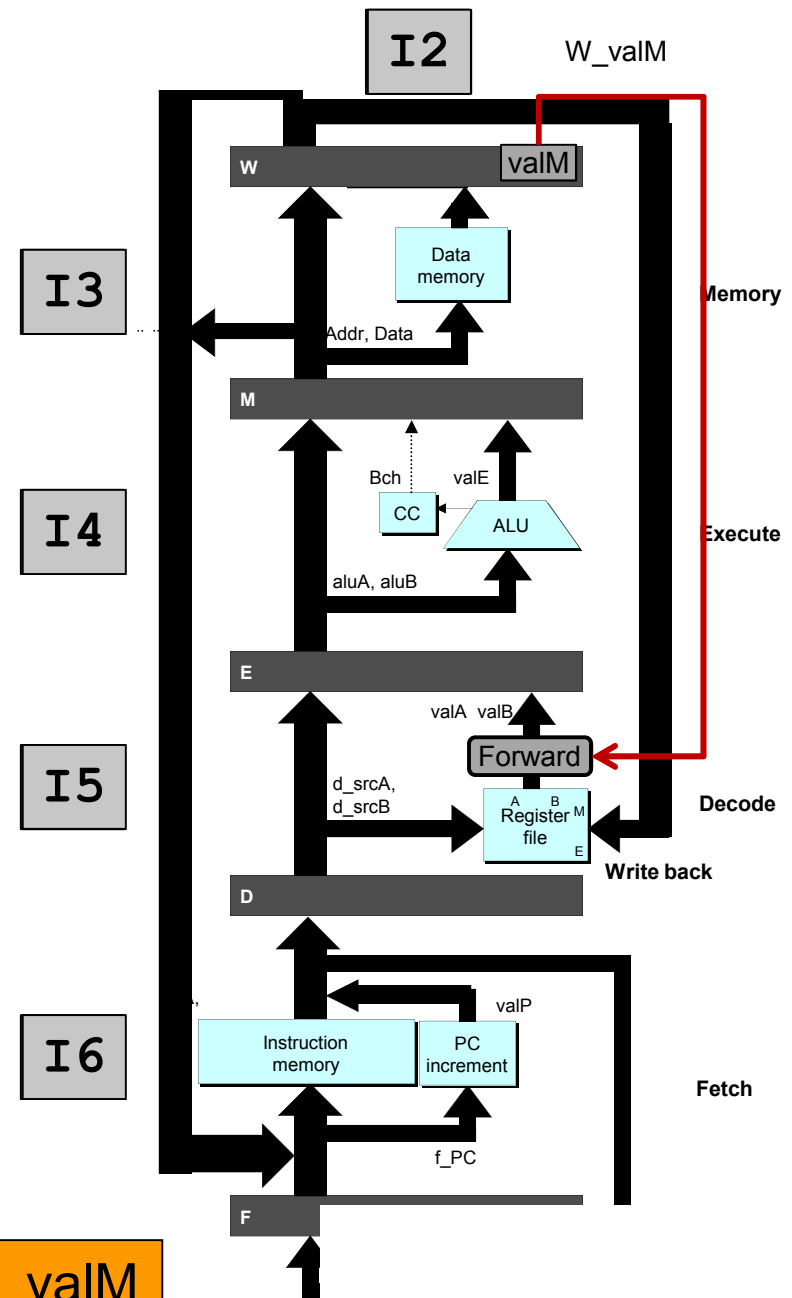 I2
W_valM
W
valM
Data
memory
I3
Memory
Addr, Data
M
Bch
valE
I4
CC
ALU
Execute
aluA, aluB
E
valA valB
Forward
I5
d_srcA,
d_srcB
A B
Register M
file
E
Decode
Write back
D
valP
I6
Instruction
memory
PC
increment
Fetch
f_PC
F
valM